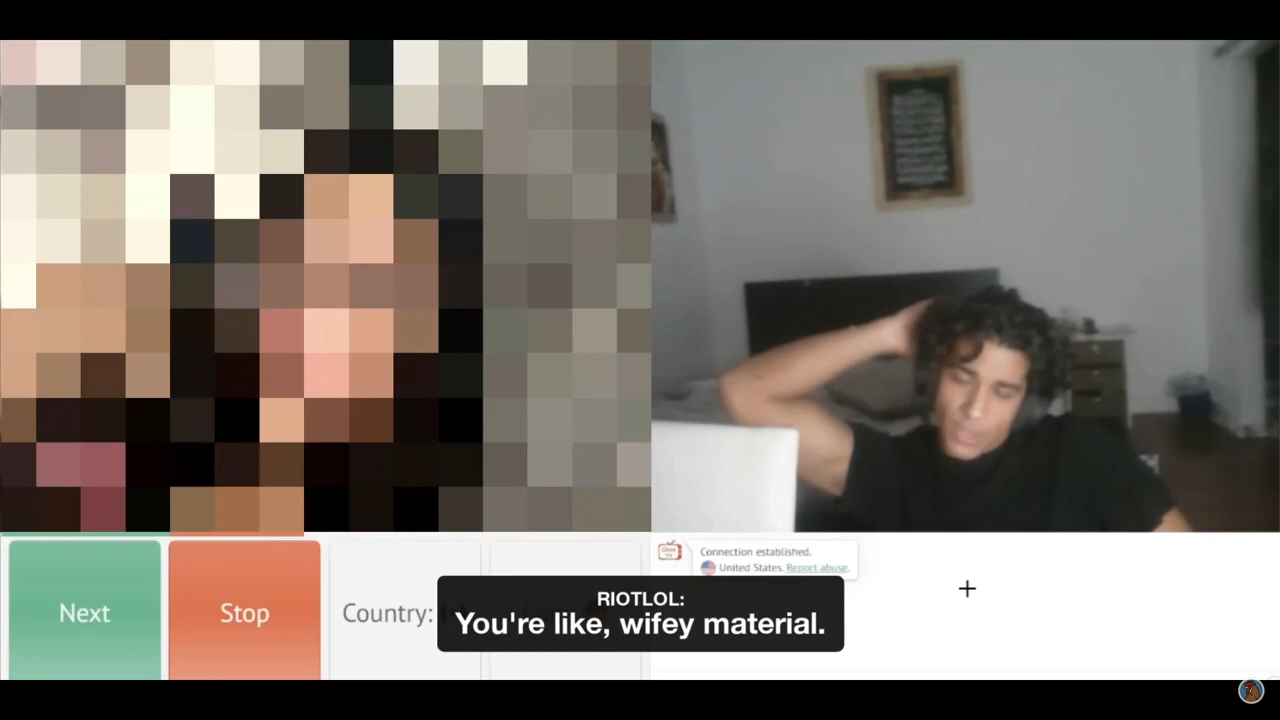 Connection established.
United States. Report abuse.
Next
Stop
Country:
RIOTLOL:
You're like, wifey material.